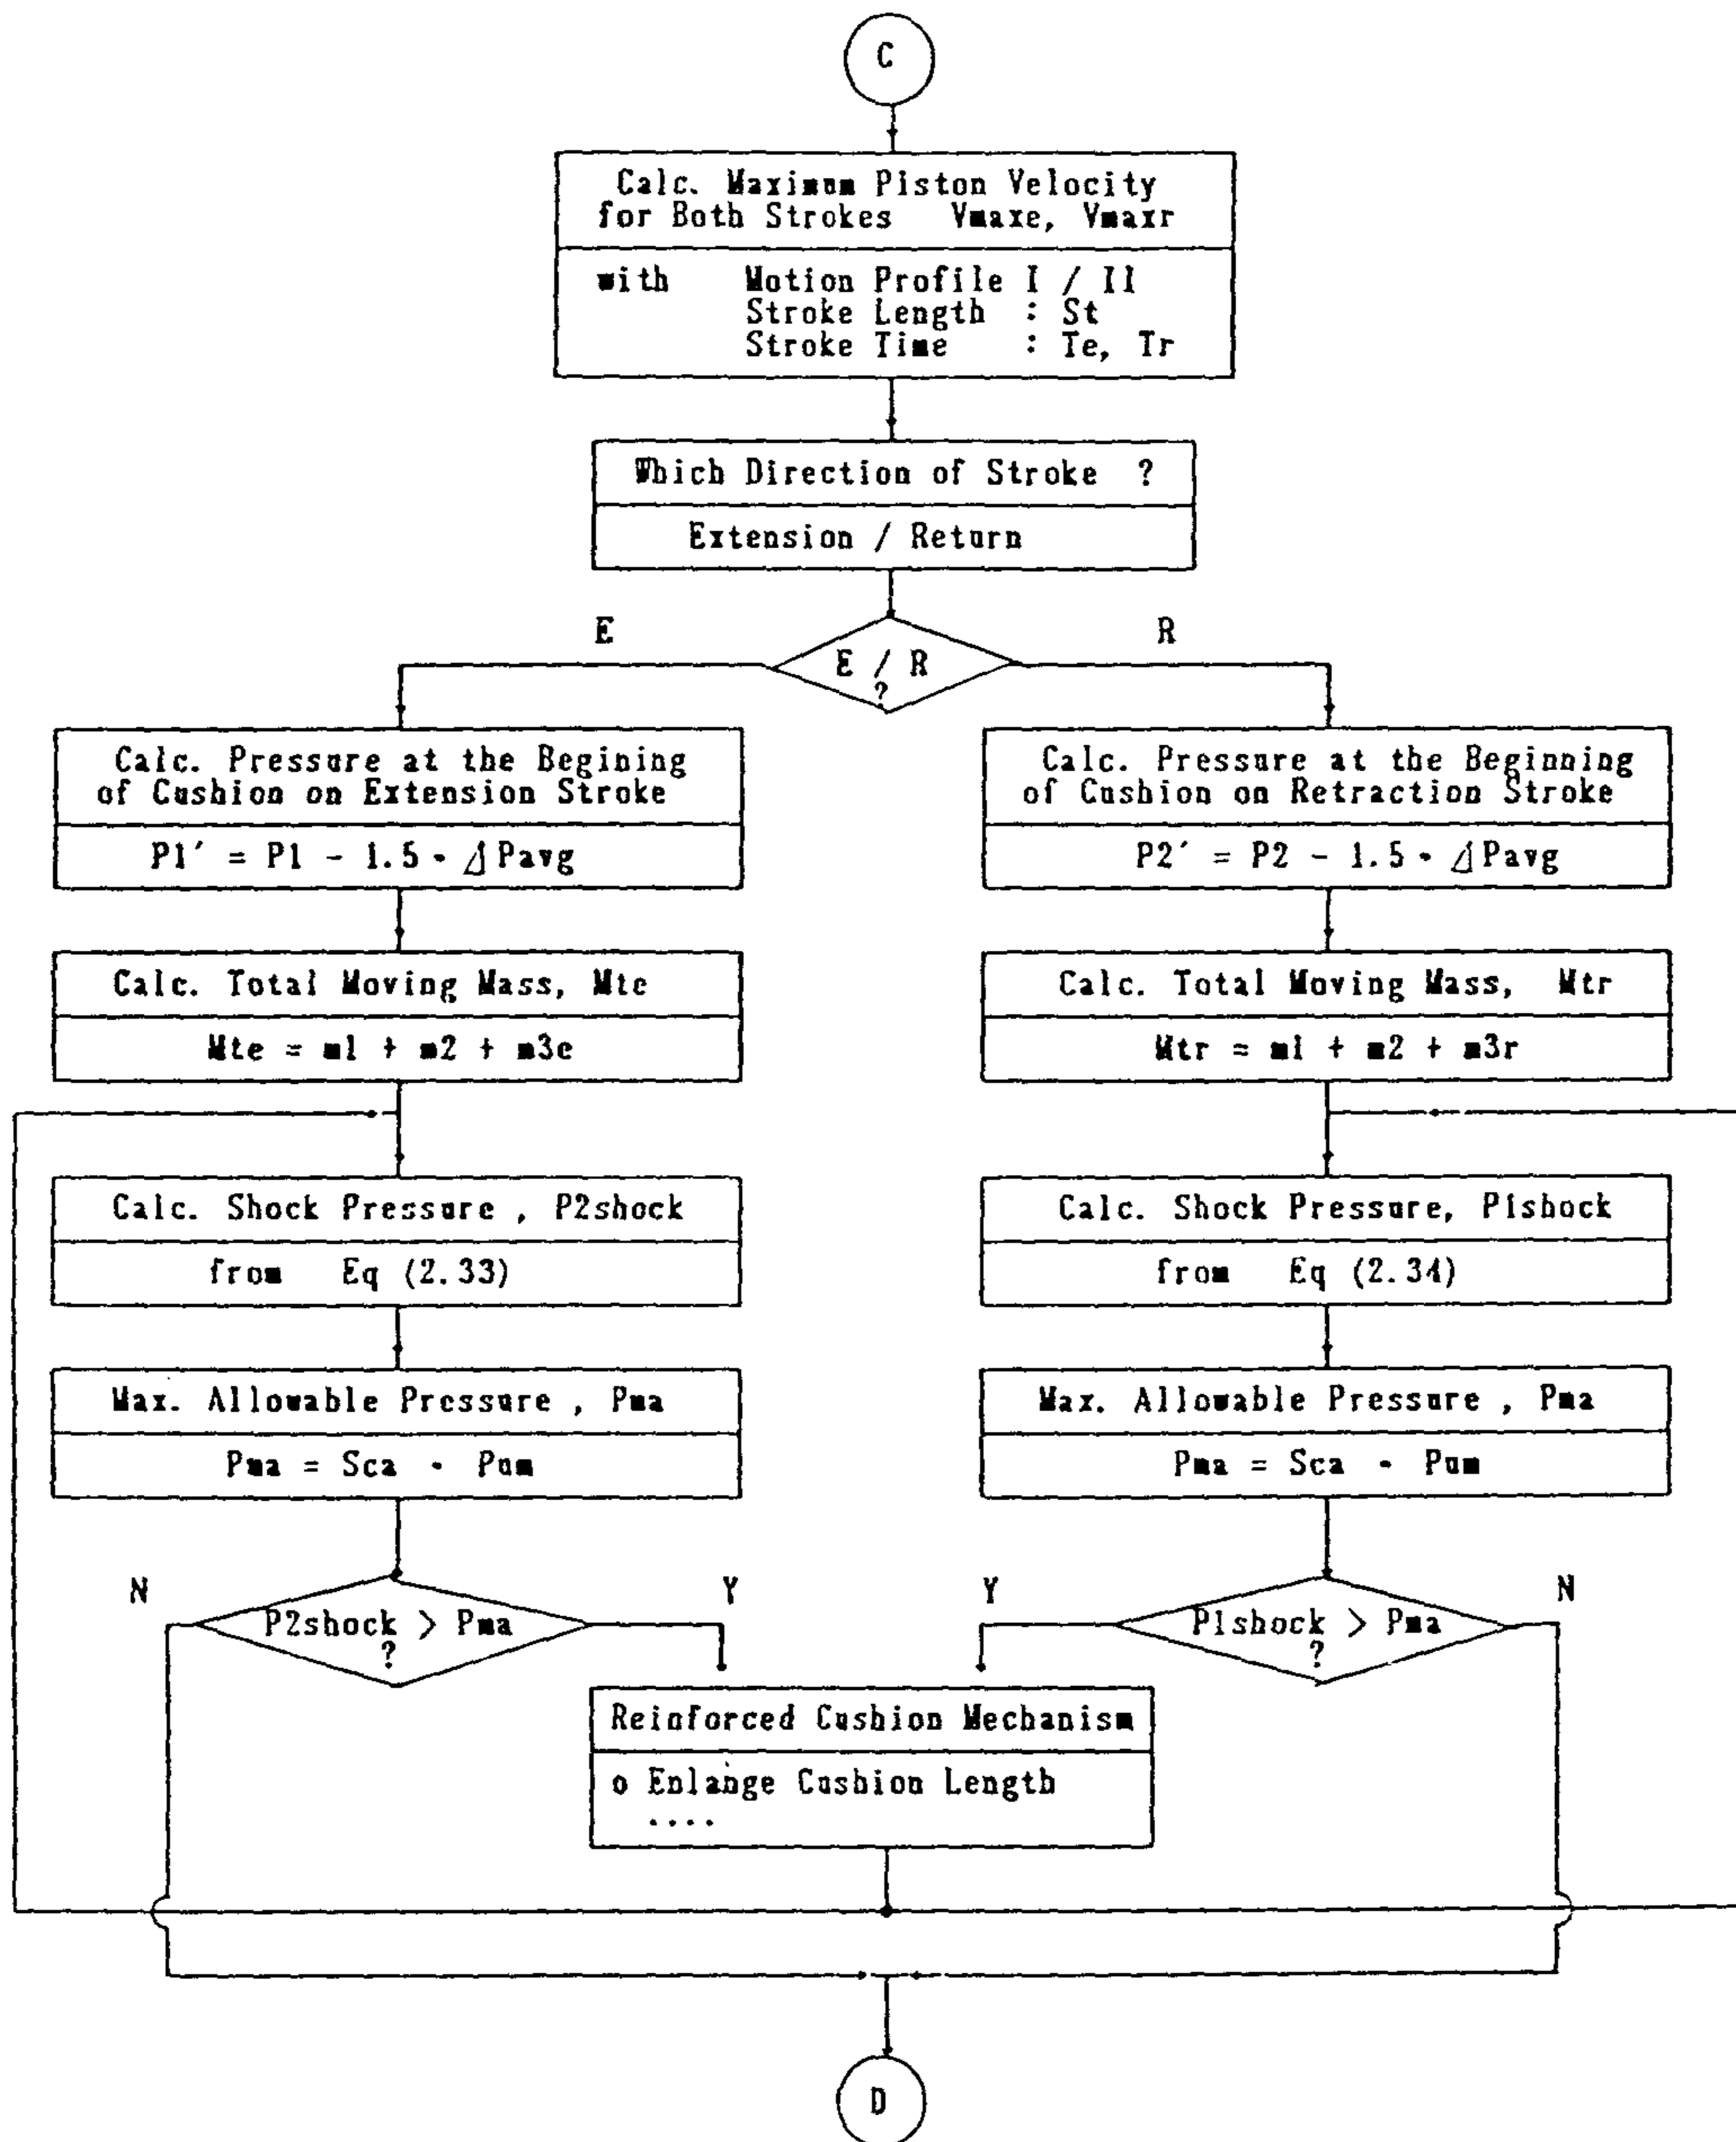 C
Calc. Maximum Piston Velocity
for Both Strokes Vmaxe, Vmaxr
with Motion Profile I / II
Stroke Length : St
Stroke Time : Te, Tr
Which Direction of Stroke ?
Extension / Return
E
R
E / R
?
Calc. Pressure at the Begining
of Cushion on Extension Stroke
P1′ = P1 - 1.5 · ΔPavg
Calc. Total Moving Mass, Mte
Mte = m1 + m2 + m3e
Calc. Shock Pressure , P2shock
from Eq (2.33)
Max. Allowable Pressure , Pma
Pma = Sca · Pum
N
P2shock > Pma
?
Y
Calc. Pressure at the Beginning
of Cushion on Retraction Stroke
P2′ = P2 - 1.5 · ΔPavg
Calc. Total Moving Mass, Mtr
Mtr = m1 + m2 + m3r
Calc. Shock Pressure, P1shock
from Eq (2.34)
Max. Allowable Pressure , Pma
Pma = Sca · Pum
Y
P1shock > Pma
?
N
Reinforced Cushion Mechanism
o Enlange Cushion Length
....
D